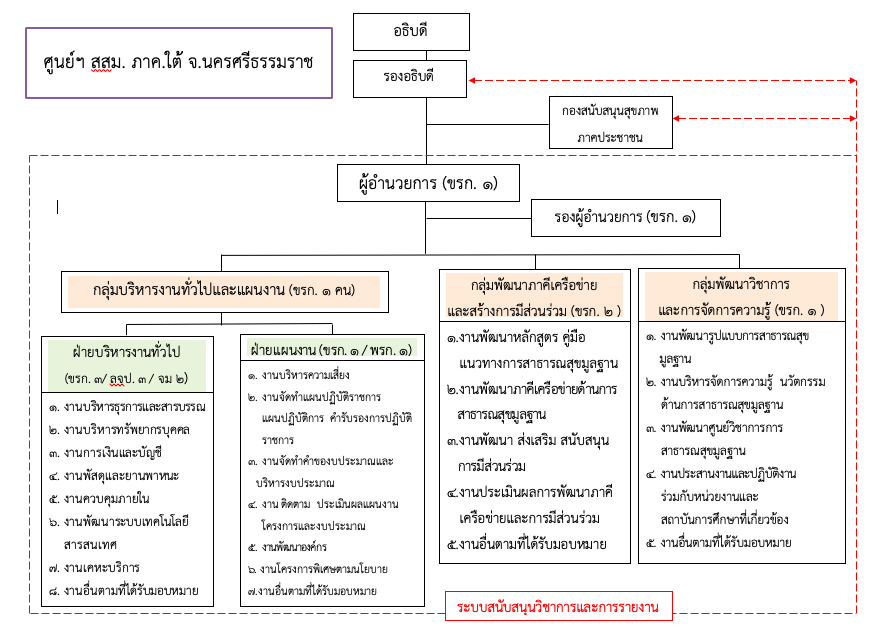 ศูนย์ฯ สสม. ภาค.ใต้ จ.นครศรีธรรมราช
อธิบดี
รองอธิบดี
กองสนับสนุนสุขภาพ
ภาคประชาชน
ผู้อำนวยการ (ขรก. ๑)
รองผู้อำนวยการ (ขรก. ๑)
กลุ่มบริหารงานทั่วไปและแผนงาน (ขรก. ๑ คน)
ฝ่ายบริหารงานทั่วไป
(ขรก. ๓/ ลจป. ๓ / จม ๒)
๑. งานบริหารธุรการและสารบรรณ
๒. งานบริหารทรัพยากรบุคคล
๓. งานการเงินและบัญชี
๔. งานพัสดุและยานพาหนะ
๕. งานควบคุมภายใน
๖. งานพัฒนาระบบเทคโนโลยี
สารสนเทศ
๗. งานเคหะบริการ
๘. งานอื่นตามที่ได้รับมอบหมาย
ฝ่ายแผนงาน (ขรก. ๑ / พรก. ๑)
๑. งานบริหารความเสี่ยง
๒. งานจัดทำแผนปฏิบัติราชการ
แผนปฏิบัติการ คำรับรองการปฏิบัติ
ราชการ
๓. งานจัดทำคำของบประมาณและ
บริหารงบประมาณ
๔. งาน ติดตาม ประเมินผลแผนงาน
โครงการและงบประมาณ
๕. งานพัฒนาองค์กร
๖. งานโครงการพิเศษตามนโยบาย
๗.งานอื่นตามที่ได้รับมอบหมาย
กลุ่มพัฒนาภาคีเครือข่าย
และสร้างการมีส่วนร่วม (ขรก. ๒ )
๑.งานพัฒนาหลักสูตร คู่มือ
แนวทางการสาธารณสุขมูลฐาน
๒.งานพัฒนาภาคีเครือข่ายด้านการ
สาธารณสุขมูลฐาน
๓.งานพัฒนา ส่งเสริม สนับสนุน
การมีส่วนร่วม
๔.งานประเมินผลการพัฒนาภาคี
เครือข่ายและการมีส่วนร่วม
๕.งานอื่นตามที่ได้รับมอบหมาย
กลุ่มพัฒนาวิชาการ
และการจัดการความรู้ (ขรก. ๑ )
๑. งานพัฒนารูปแบบการสาธารณสุข
มูลฐาน
๒. งานบริหารจัดการความรู้ นวัตกรรม
ด้านการสาธารณสุขมูลฐาน
๓. งานพัฒนาศูนย์วิชาการการ
สาธารณสุขมูลฐาน
๔. งานประสานงานและปฏิบัติงาน
ร่วมกับหน่วยงานและ
สถาบันการศึกษาที่เกี่ยวข้อง
๕. งานอื่นตามที่ได้รับมอบหมาย
ระบบสนับสนุนวิชาการและการรายงาน